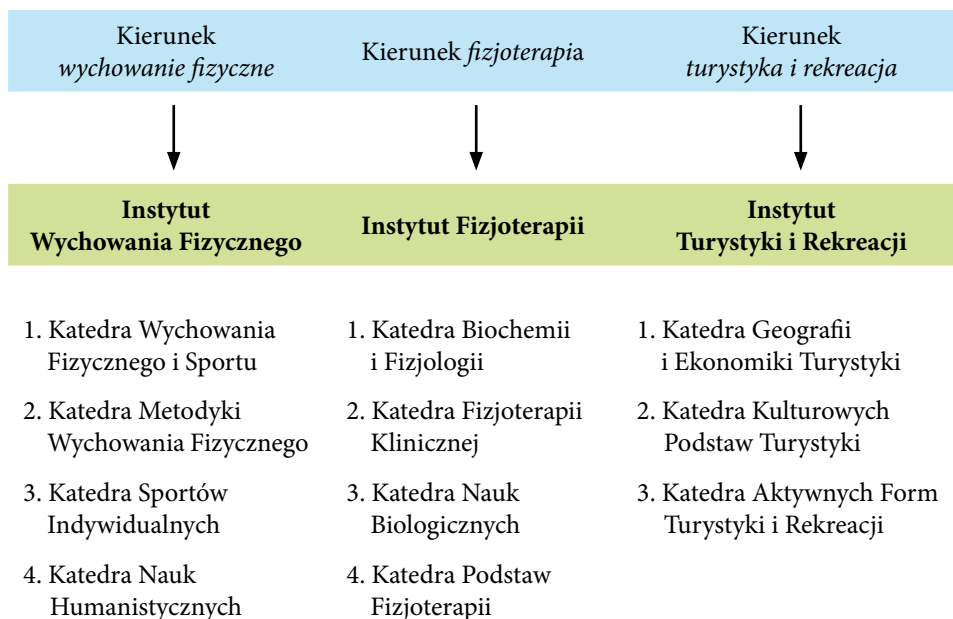 Kierunek
wychowanie fizyczne
Kierunek fizjoterapia
Kierunek
turystyka i rekreacja
Instytut
Wychowania Fizycznego
Instytut Fizjoterapii
Instytut
Turystyki i Rekreacji
1. Katedra Wychowania
Fizycznego i Sportu
2. Katedra Metodyki
Wychowania Fizycznego
3. Katedra Sportów
Indywidualnych
4. Katedra Nauk
Humanistycznych
1. Katedra Biochemii
i Fizjologii
2. Katedra Fizjoterapii
Klinicznej
3. Katedra Nauk
Biologicznych
4. Katedra Podstaw
Fizjoterapii
1. Katedra Geografii
i Ekonomiki Turystyki
2. Katedra Kulturowych
Podstaw Turystyki
3. Katedra Aktywnych Form
Turystyki i Rekreacji